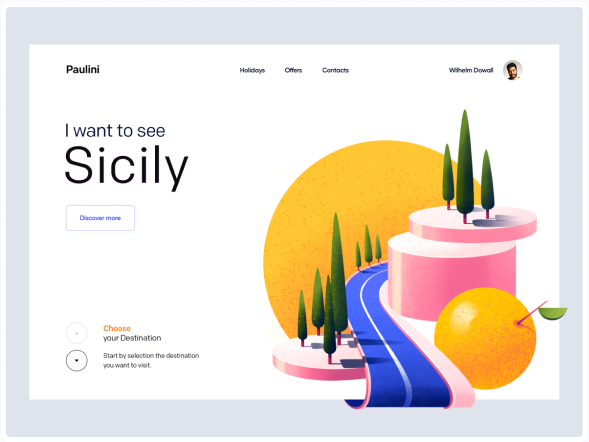 Paulini
Holidays
Offers
Contacts
Wilhelm Dowall
I want to see
Sicily
Discover more
Choose
your Destination
Start by selection the destination
you want to visit.